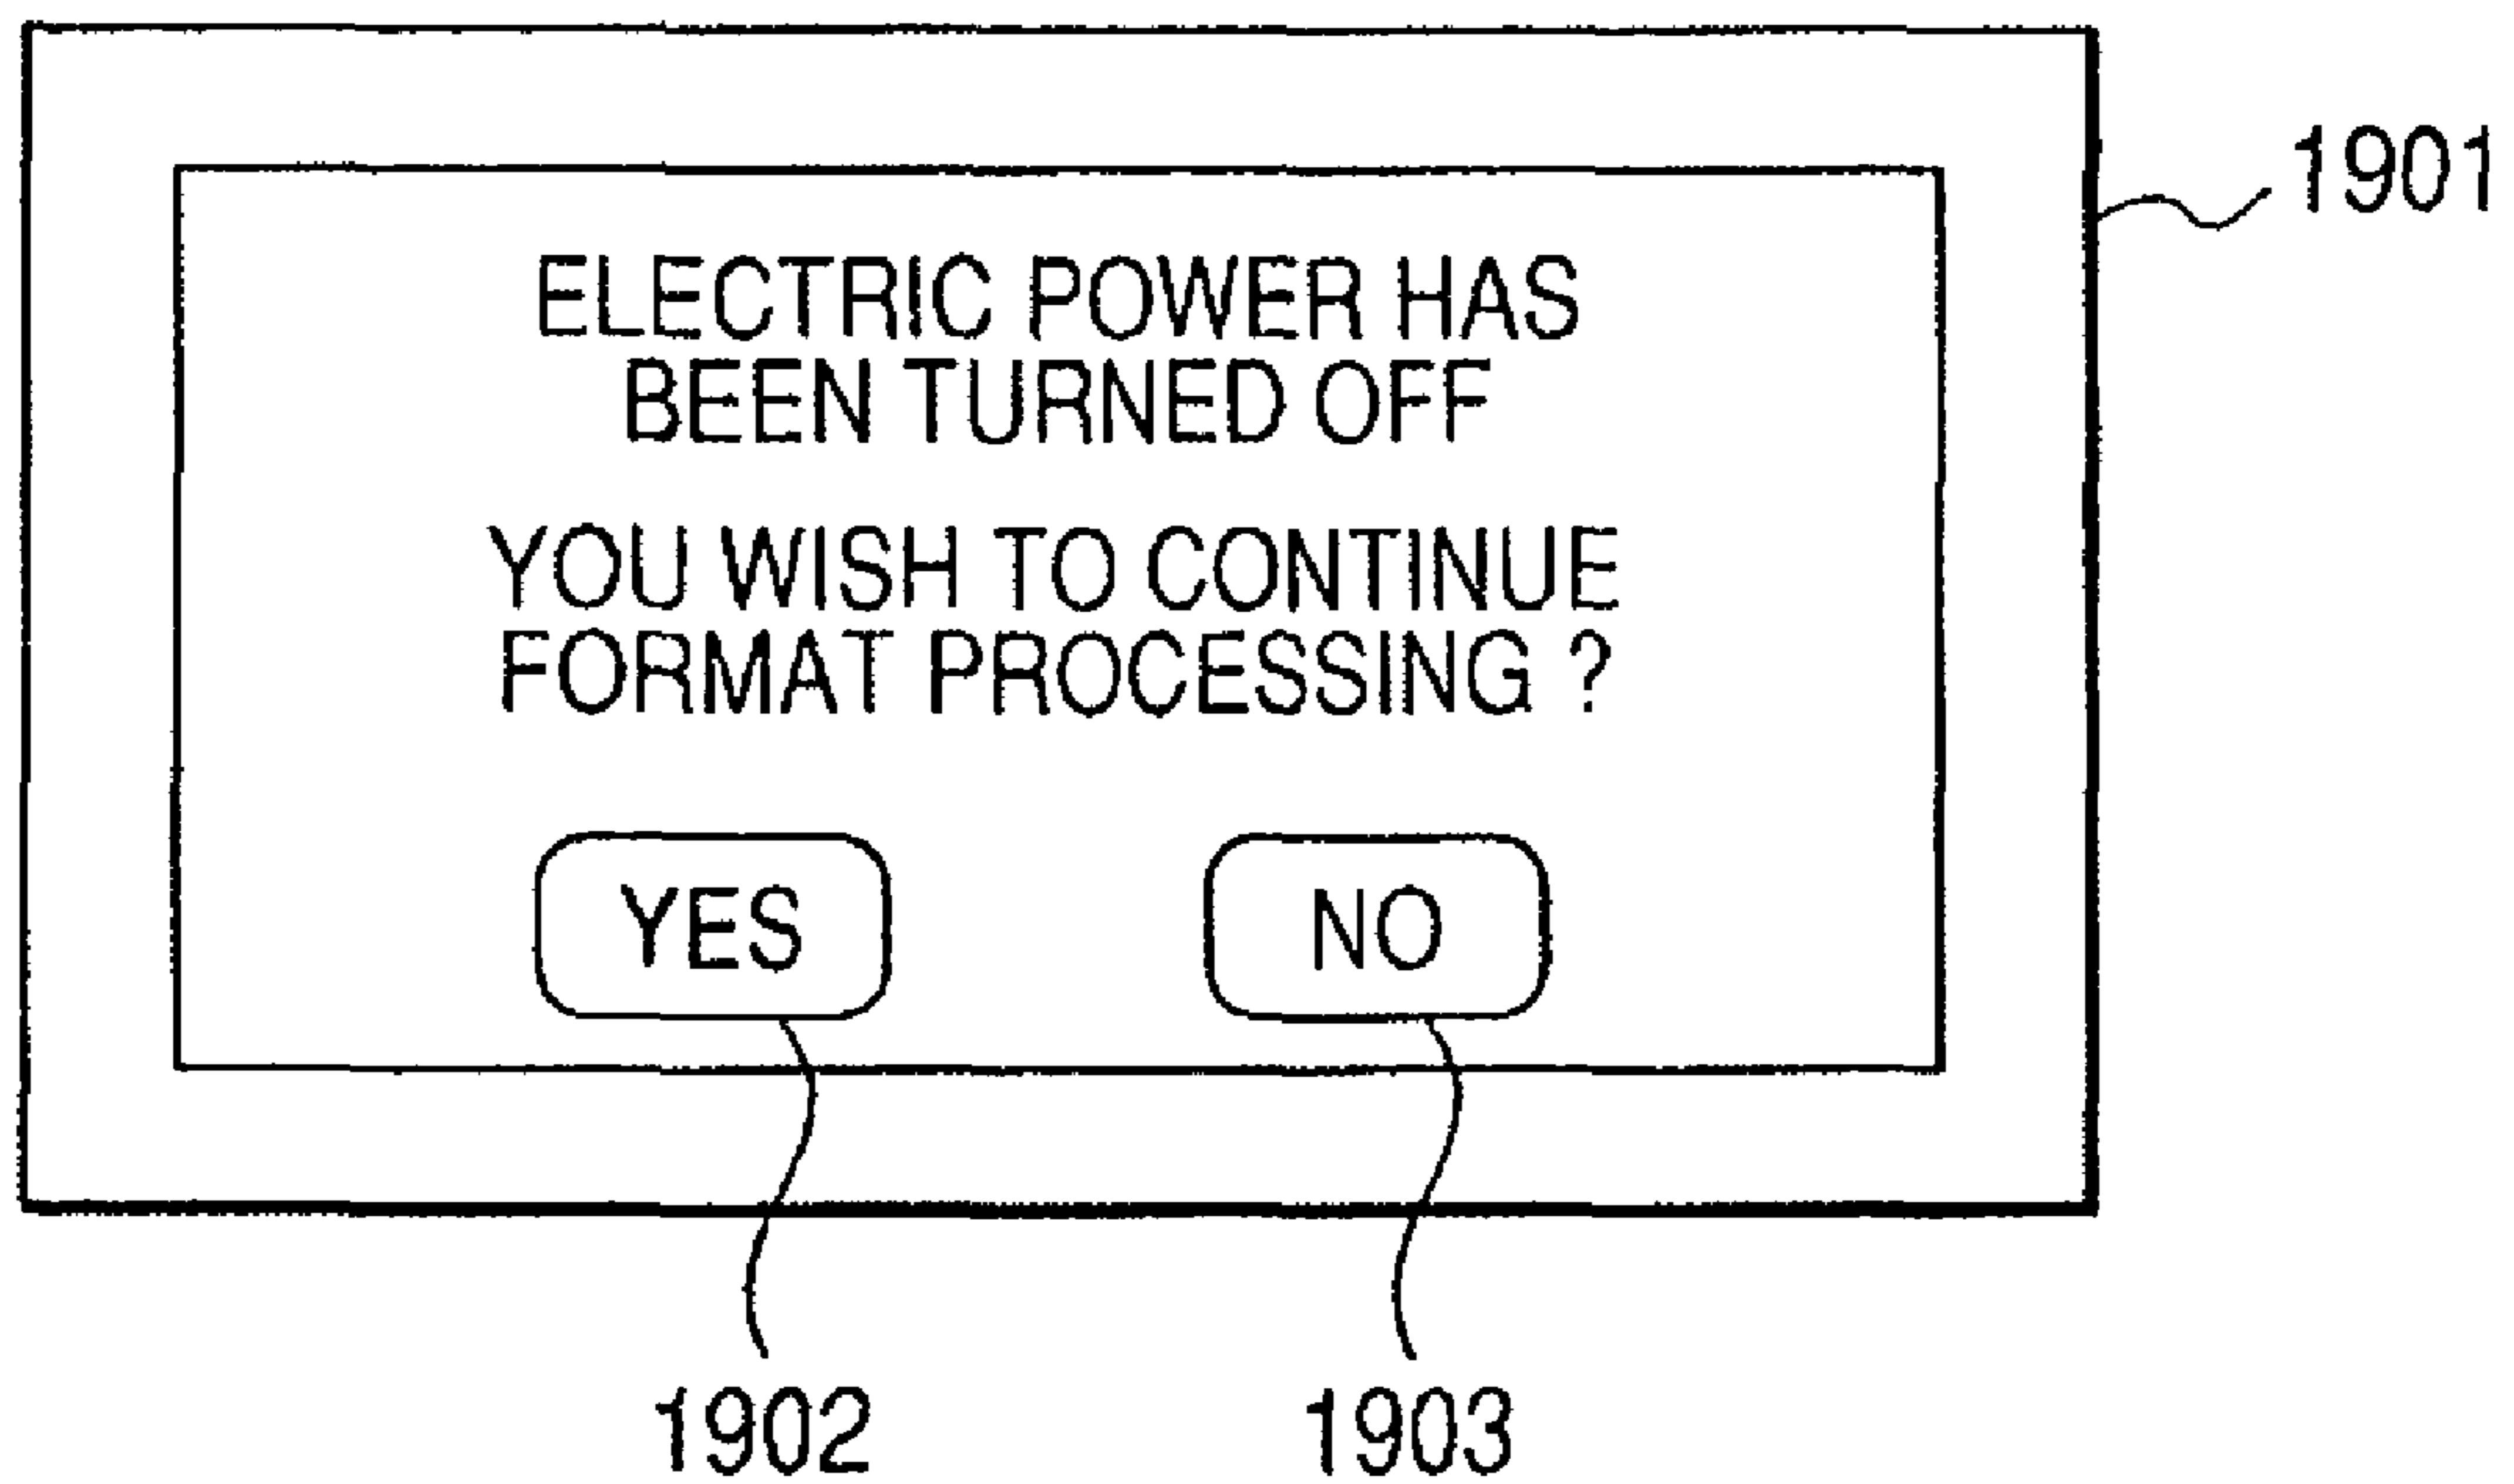 1901
ELECTRIC POWER HAS
BEEN TURNED OFF
YOU WISH TO CONTINUE
FORMAT PROCESSING ?
YES NO
1902 1903